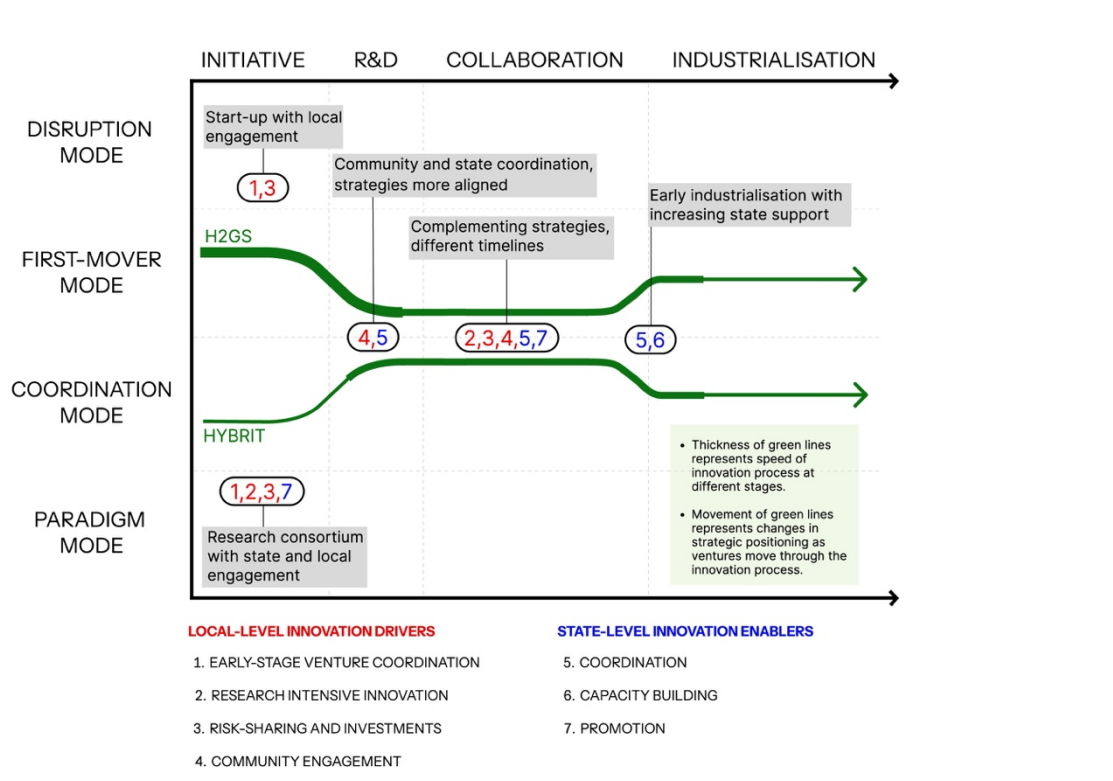 INITIATIVE
R&D
COLLABORATION
INDUSTRIALISATION
DISRUPTION
MODE
Start-up with local
engagement
1,3
Community and state coordination,
strategies more aligned
Early industrialisation with
increasing state support
Complementing strategies,
different timelines
FIRST-MOVER
MODE
H2GS
4,5
2,3,4,5,7
5,6
COORDINATION
MODE
HYBRIT
PARADIGM
MODE
1,2,3,7
Research consortium
with state and local
engagement
• Thickness of green lines
represents speed of
innovation process at
different stages.
• Movement of green lines
represents changes in
strategic positioning as
ventures move through the
innovation process.
LOCAL-LEVEL INNOVATION DRIVERS
1. EARLY-STAGE VENTURE COORDINATION
2. RESEARCH INTENSIVE INNOVATION
3. RISK-SHARING AND INVESTMENTS
4. COMMUNITY ENGAGEMENT
STATE-LEVEL INNOVATION ENABLERS
5. COORDINATION
6. CAPACITY BUILDING
7. PROMOTION